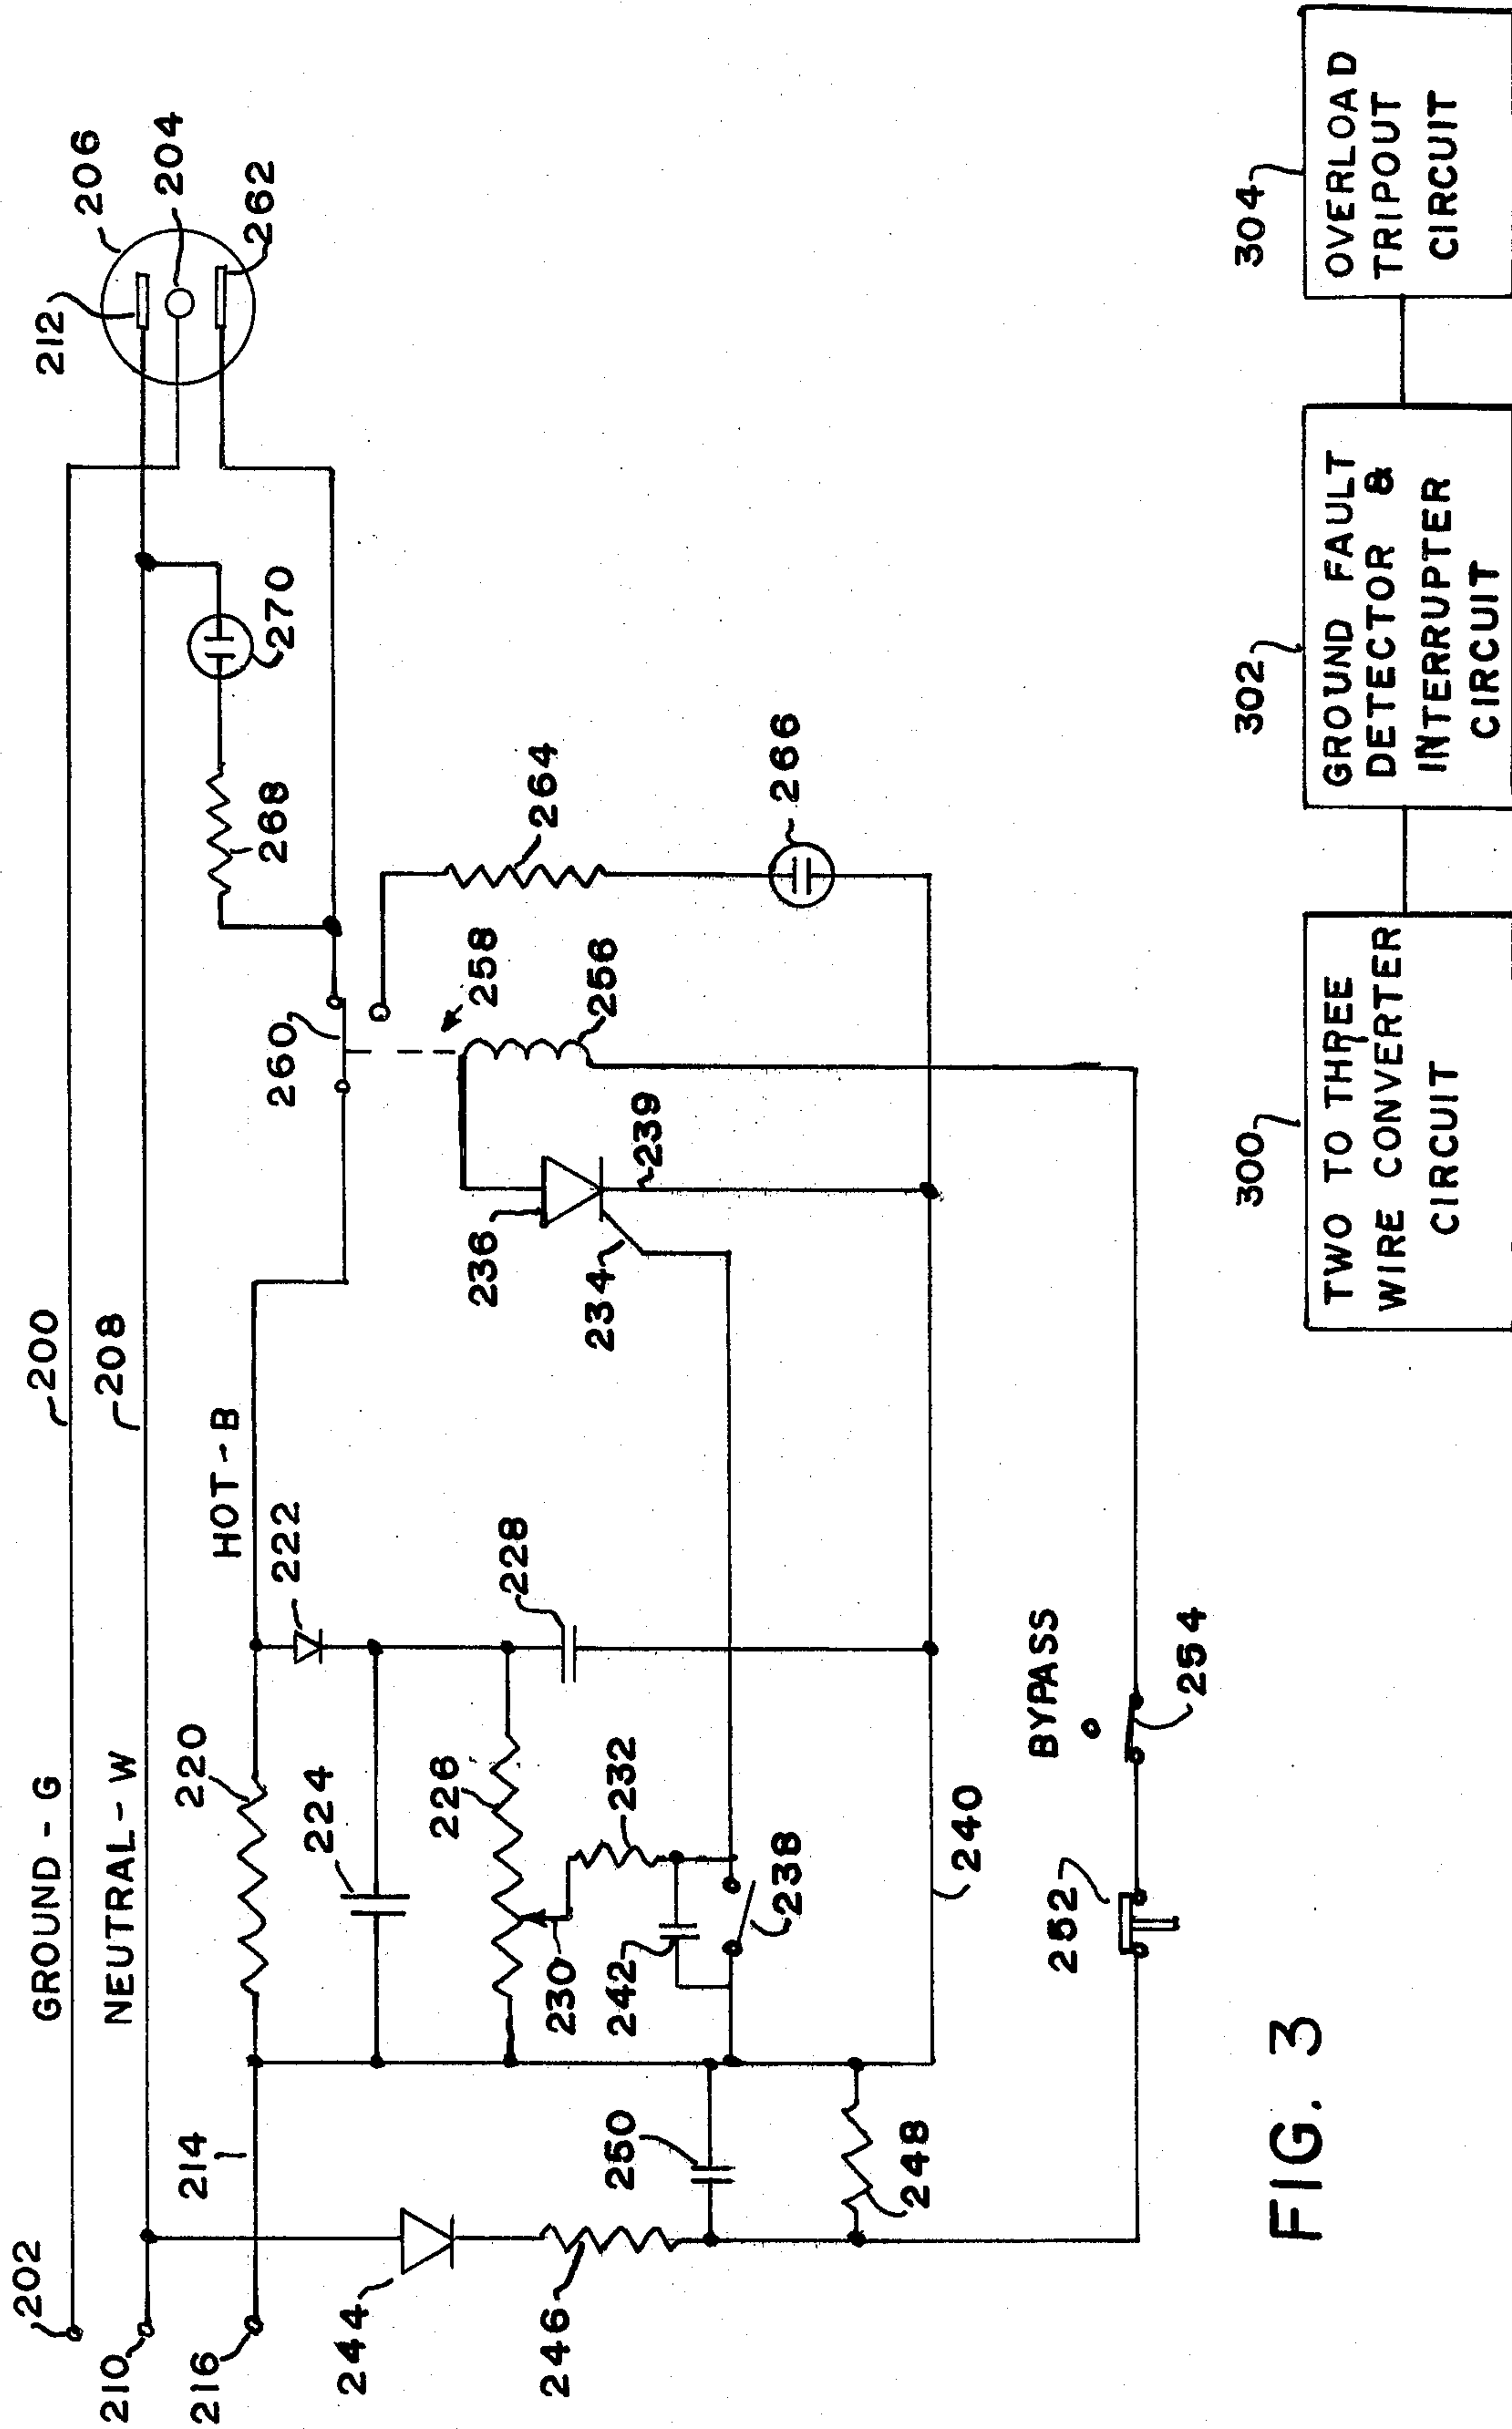 202
GROUND - G
200
210
NEUTRAL - W
208
216
214
220
HOT - B
222
212
206
204
262
224
226
228
230
232
234
236
239
238
240
242
244
246
248
250
252
BYPASS
254
256
258
260
264
266
268
270
FIG. 3
300
TWO TO THREE
WIRE CONVERTER
CIRCUIT
302
GROUND FAULT
DETECTOR &
INTERRUPTER
CIRCUIT
304
OVERLOAD
TRIPOUT
CIRCUIT